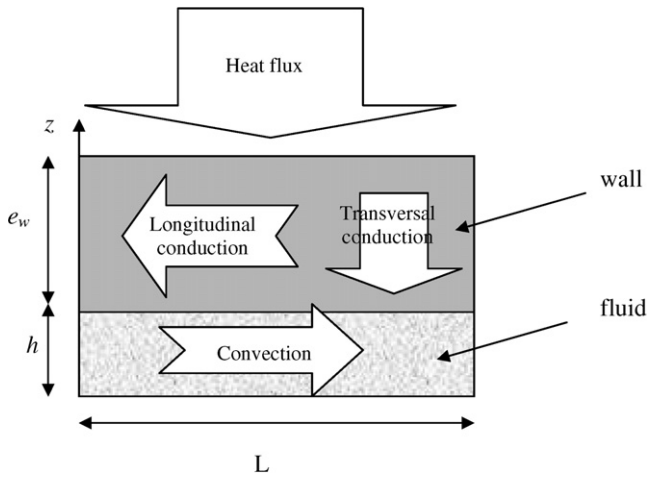 Heat flux
z
wall
e_w
Longitudinal
conduction
Transversal
conduction
fluid
h
Convection
L